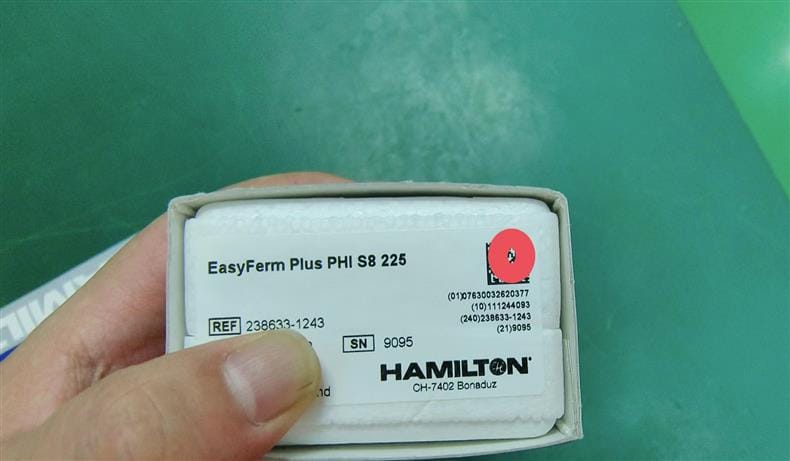 EasyFerm Plus PHI S8 225
(01)07630032620377
(10)111244093
(240)238633-1243
(21)9095
REF 238633-1243
SN 9095
HAMILTON
CH-7402 Bonaduz